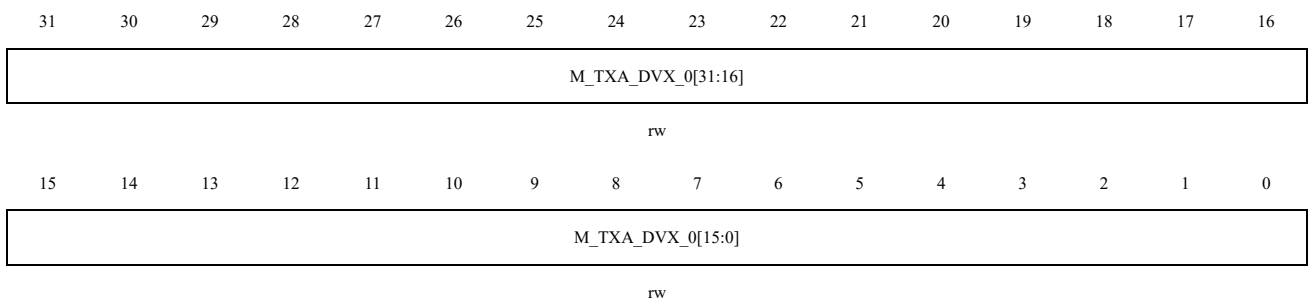 31 30 29 28 27 26 25 24 23 22 21 20 19 18 17 16
M_TXA_DVX_0[31:16]
rw
15 14 13 12 11 10 9 8 7 6 5 4 3 2 1 0
M_TXA_DVX_0[15:0]
rw